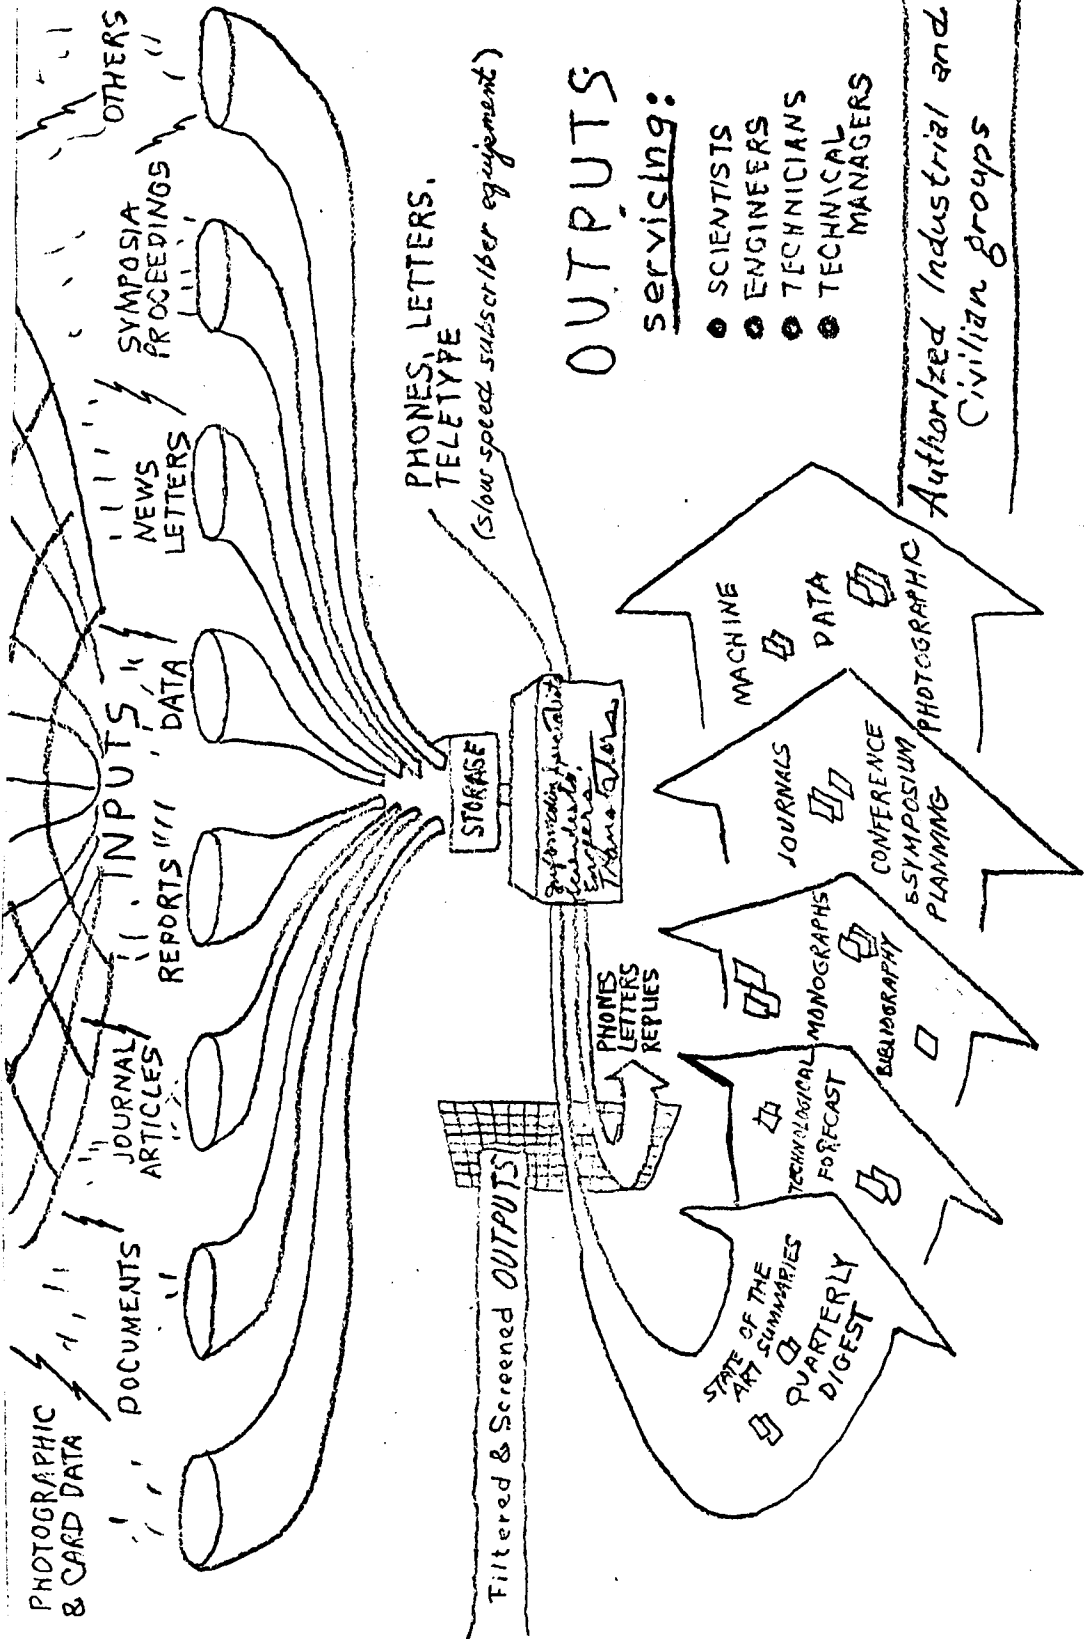 PHOTOGRAPHIC
& CARD DATA
DOCUMENTS
JOURNAL
ARTICLES
INPUTS
REPORTS
DATA
NEWS
LETTERS
SYMPOSIA
PROCEEDINGS
OTHERS
STORAGE
Information specialists
Translators
PHONES, LETTERS,
TELETYPE
(slow speed subscriber equipment)
Filtered & Screened OUTPUTS
PHONES
LETTERS
REPLIES
OUTPUTS
servicing:
• SCIENTISTS
• ENGINEERS
• TECHNICIANS
• TECHNICAL
MANAGERS
STATE OF THE
ART SUMMARIES
QUARTERLY
DIGEST
TECHNOLOGICAL
FORECAST
MONOGRAPHS
BIBLIOGRAPHY
JOURNALS
CONFERENCE
& SYMPOSIUM
PLANNING
MACHINE
DATA
PHOTOGRAPHIC
Authorized Industrial and
Civilian groups